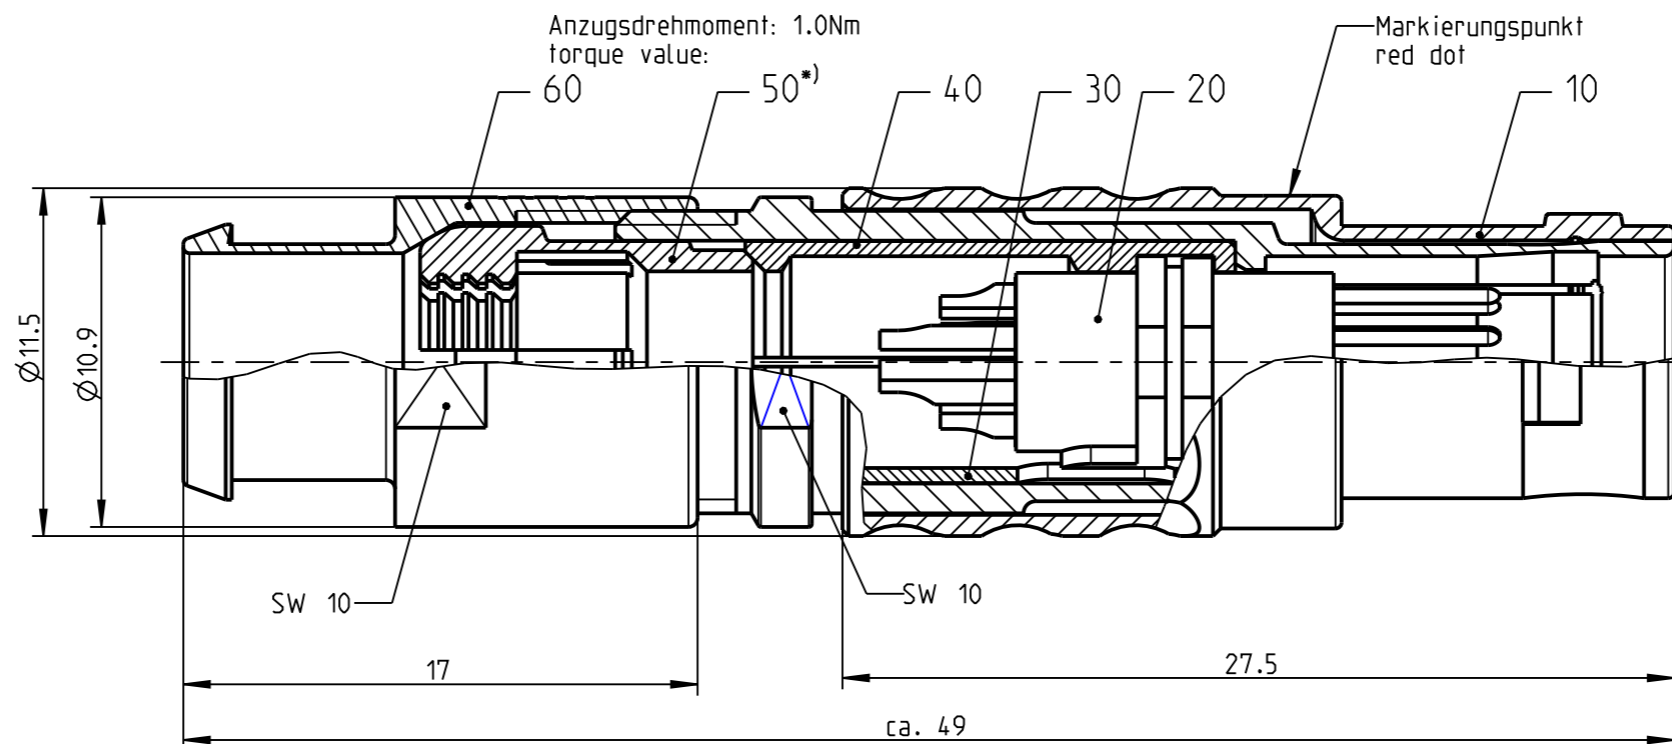 Anzugsdrehmoment: 1.0Nm
torque value:
Markierungspunkt
red dot
60
50*)
40
30
20
10
Ø11.5
Ø10.9
SW 10
SW 10
17
27.5
ca. 49